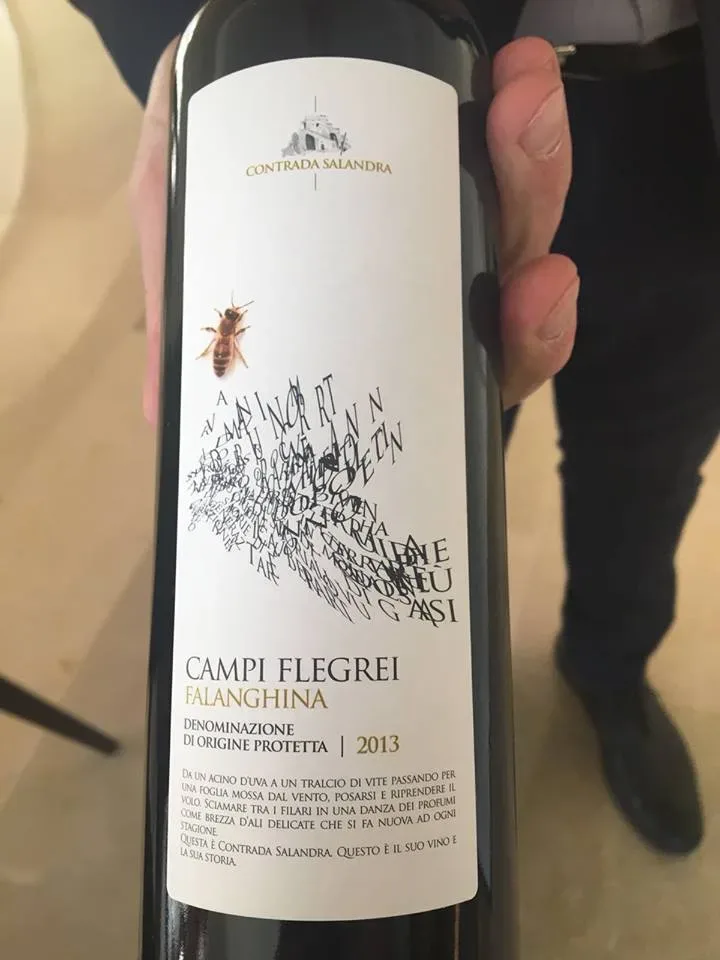 CONTRADA SALANDRA
CAMPI FLEGREI
FALANGHINA
DENOMINAZIONE
DI ORIGINE PROTETTA | 2013
DA UN ACINO D'UVA A UN TRALCIO DI VITE PASSANDO PER
UNA FOGLIA MOSSA DAL VENTO, POSARSI E RIPRENDERE IL
VOLO. SCIAMARE TRA I FILARI IN UNA DANZA DEI PROFUMI
COME BREZZA D'ALI DELICATE CHE SI FA NUOVA AD OGNI
STAGIONE.
QUESTA È CONTRADA SALANDRA. QUESTO È IL SUO VINO E
LA SUA STORIA.